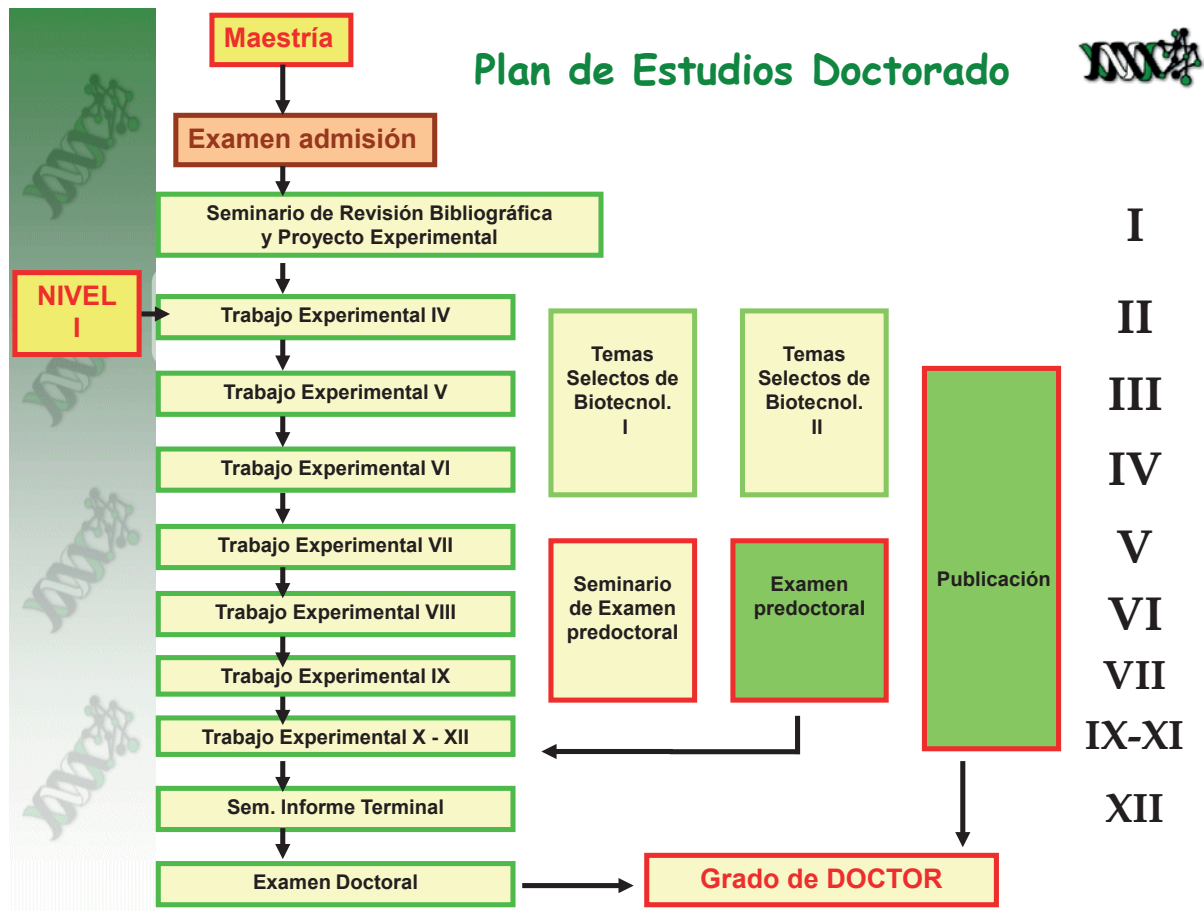 Maestría
Plan de Estudios Doctorado
Examen admisión
Seminario de Revisión Bibliográfica
y Proyecto Experimental
I
NIVEL
I
Trabajo Experimental IV
II
Temas
Selectos de
Biotecnol.
I
Temas
Selectos de
Biotecnol.
II
Trabajo Experimental V
III
Trabajo Experimental VI
IV
Trabajo Experimental VII
V
Seminario
de Examen
predoctoral
Examen
predoctoral
Publicación
Trabajo Experimental VIII
VI
Trabajo Experimental IX
VII
Trabajo Experimental X - XII
IX-XI
Sem. Informe Terminal
XII
Examen Doctoral
Grado de DOCTOR